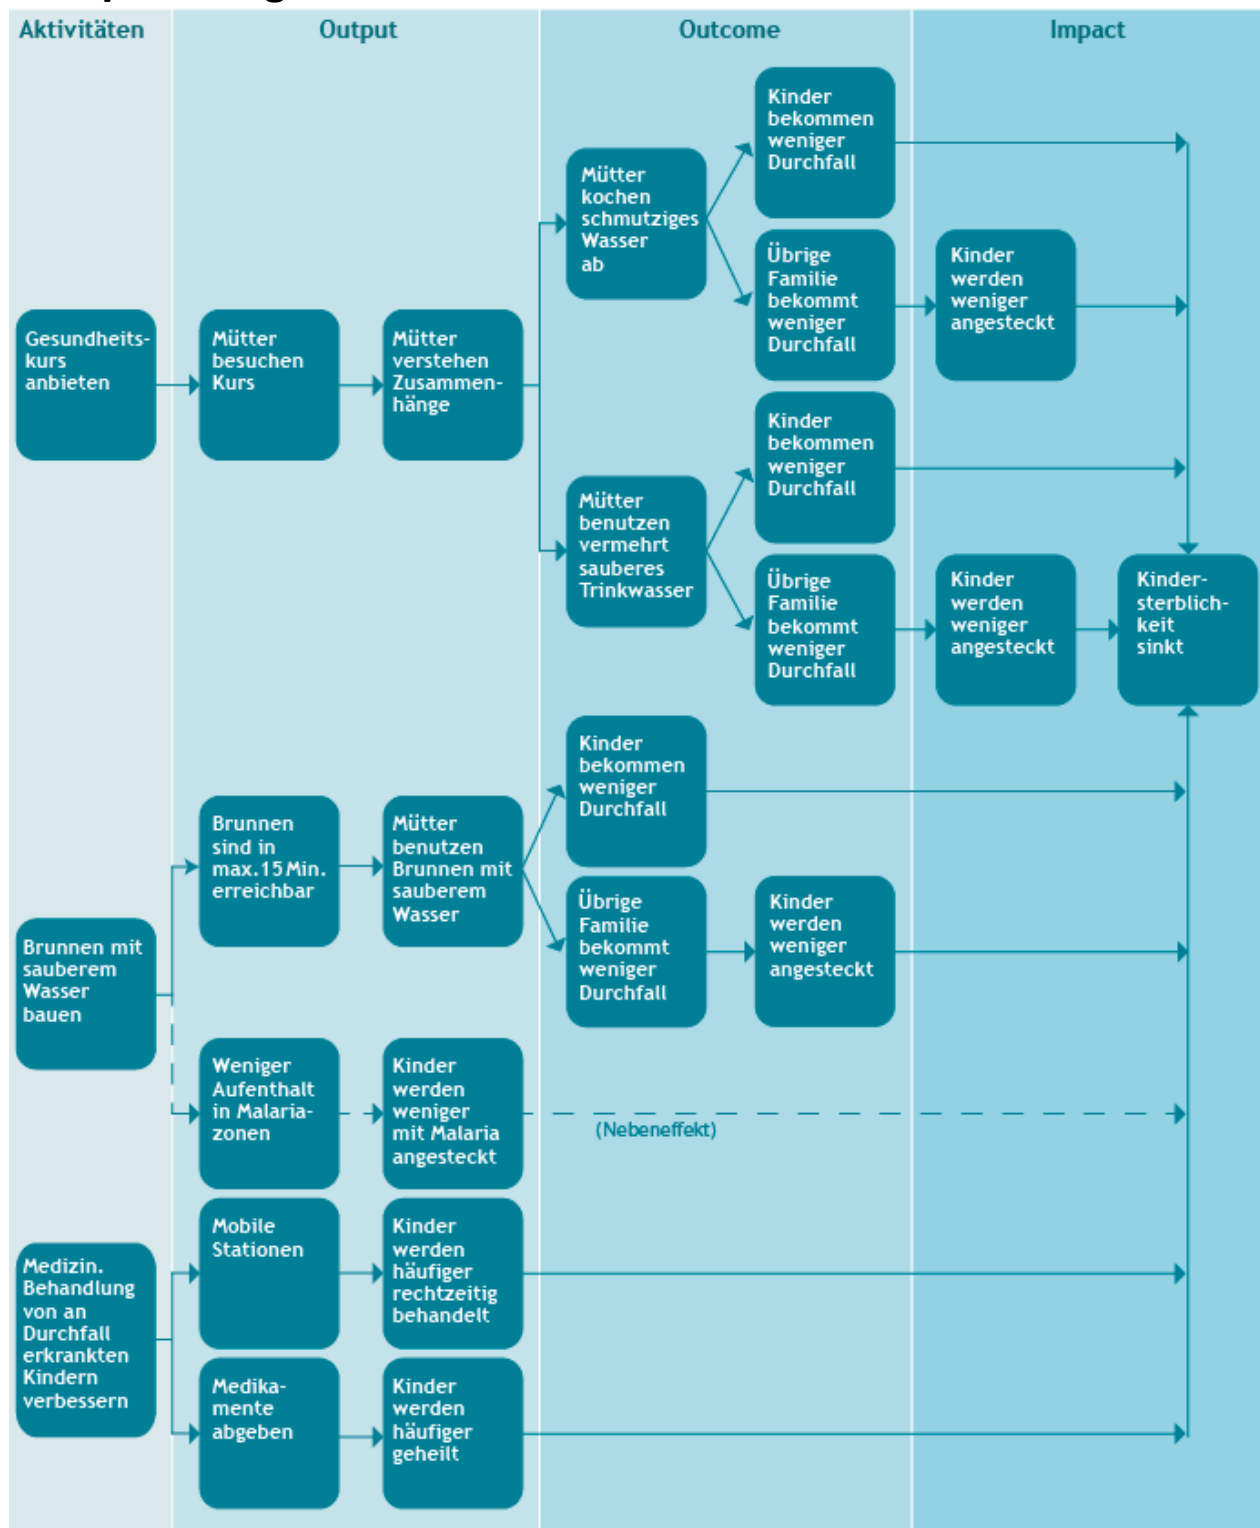 Aktivitäten
Output
Outcome
Impact
Kinder
bekommen
weniger
Durchfall
Mütter
kochen
schmutziges
Wasser
ab
Übrige
Familie
bekommt
weniger
Durchfall
Kinder
werden
weniger
angesteckt
Gesundheits-
kurs
anbieten
Mütter
besuchen
Kurs
Mütter
verstehen
Zusammen-
hänge
Kinder
bekommen
weniger
Durchfall
Mütter
benutzen
vermehrt
sauberes
Trinkwasser
Übrige
Familie
bekommt
weniger
Durchfall
Kinder
werden
weniger
angesteckt
Kinder-
sterblich-
keit
sinkt
Kinder
bekommen
weniger
Durchfall
Brunnen
sind in
max.15 Min.
erreichbar
Mütter
benutzen
Brunnen mit
sauberem
Wasser
Übrige
Familie
bekommt
weniger
Durchfall
Kinder
werden
weniger
angesteckt
Brunnen mit
sauberem
Wasser
bauen
Weniger
Aufenthalt
in Malaria-
zonen
Kinder
werden
weniger
mit Malaria
angesteckt
(Nebeneffekt)
Mobile
Stationen
Kinder
werden
häufiger
rechtzeitig
behandelt
Medizin.
Behandlung
von an
Durchfall
erkrankten
Kindern
verbessern
Medika-
mente
abgeben
Kinder
werden
häufiger
geheilt